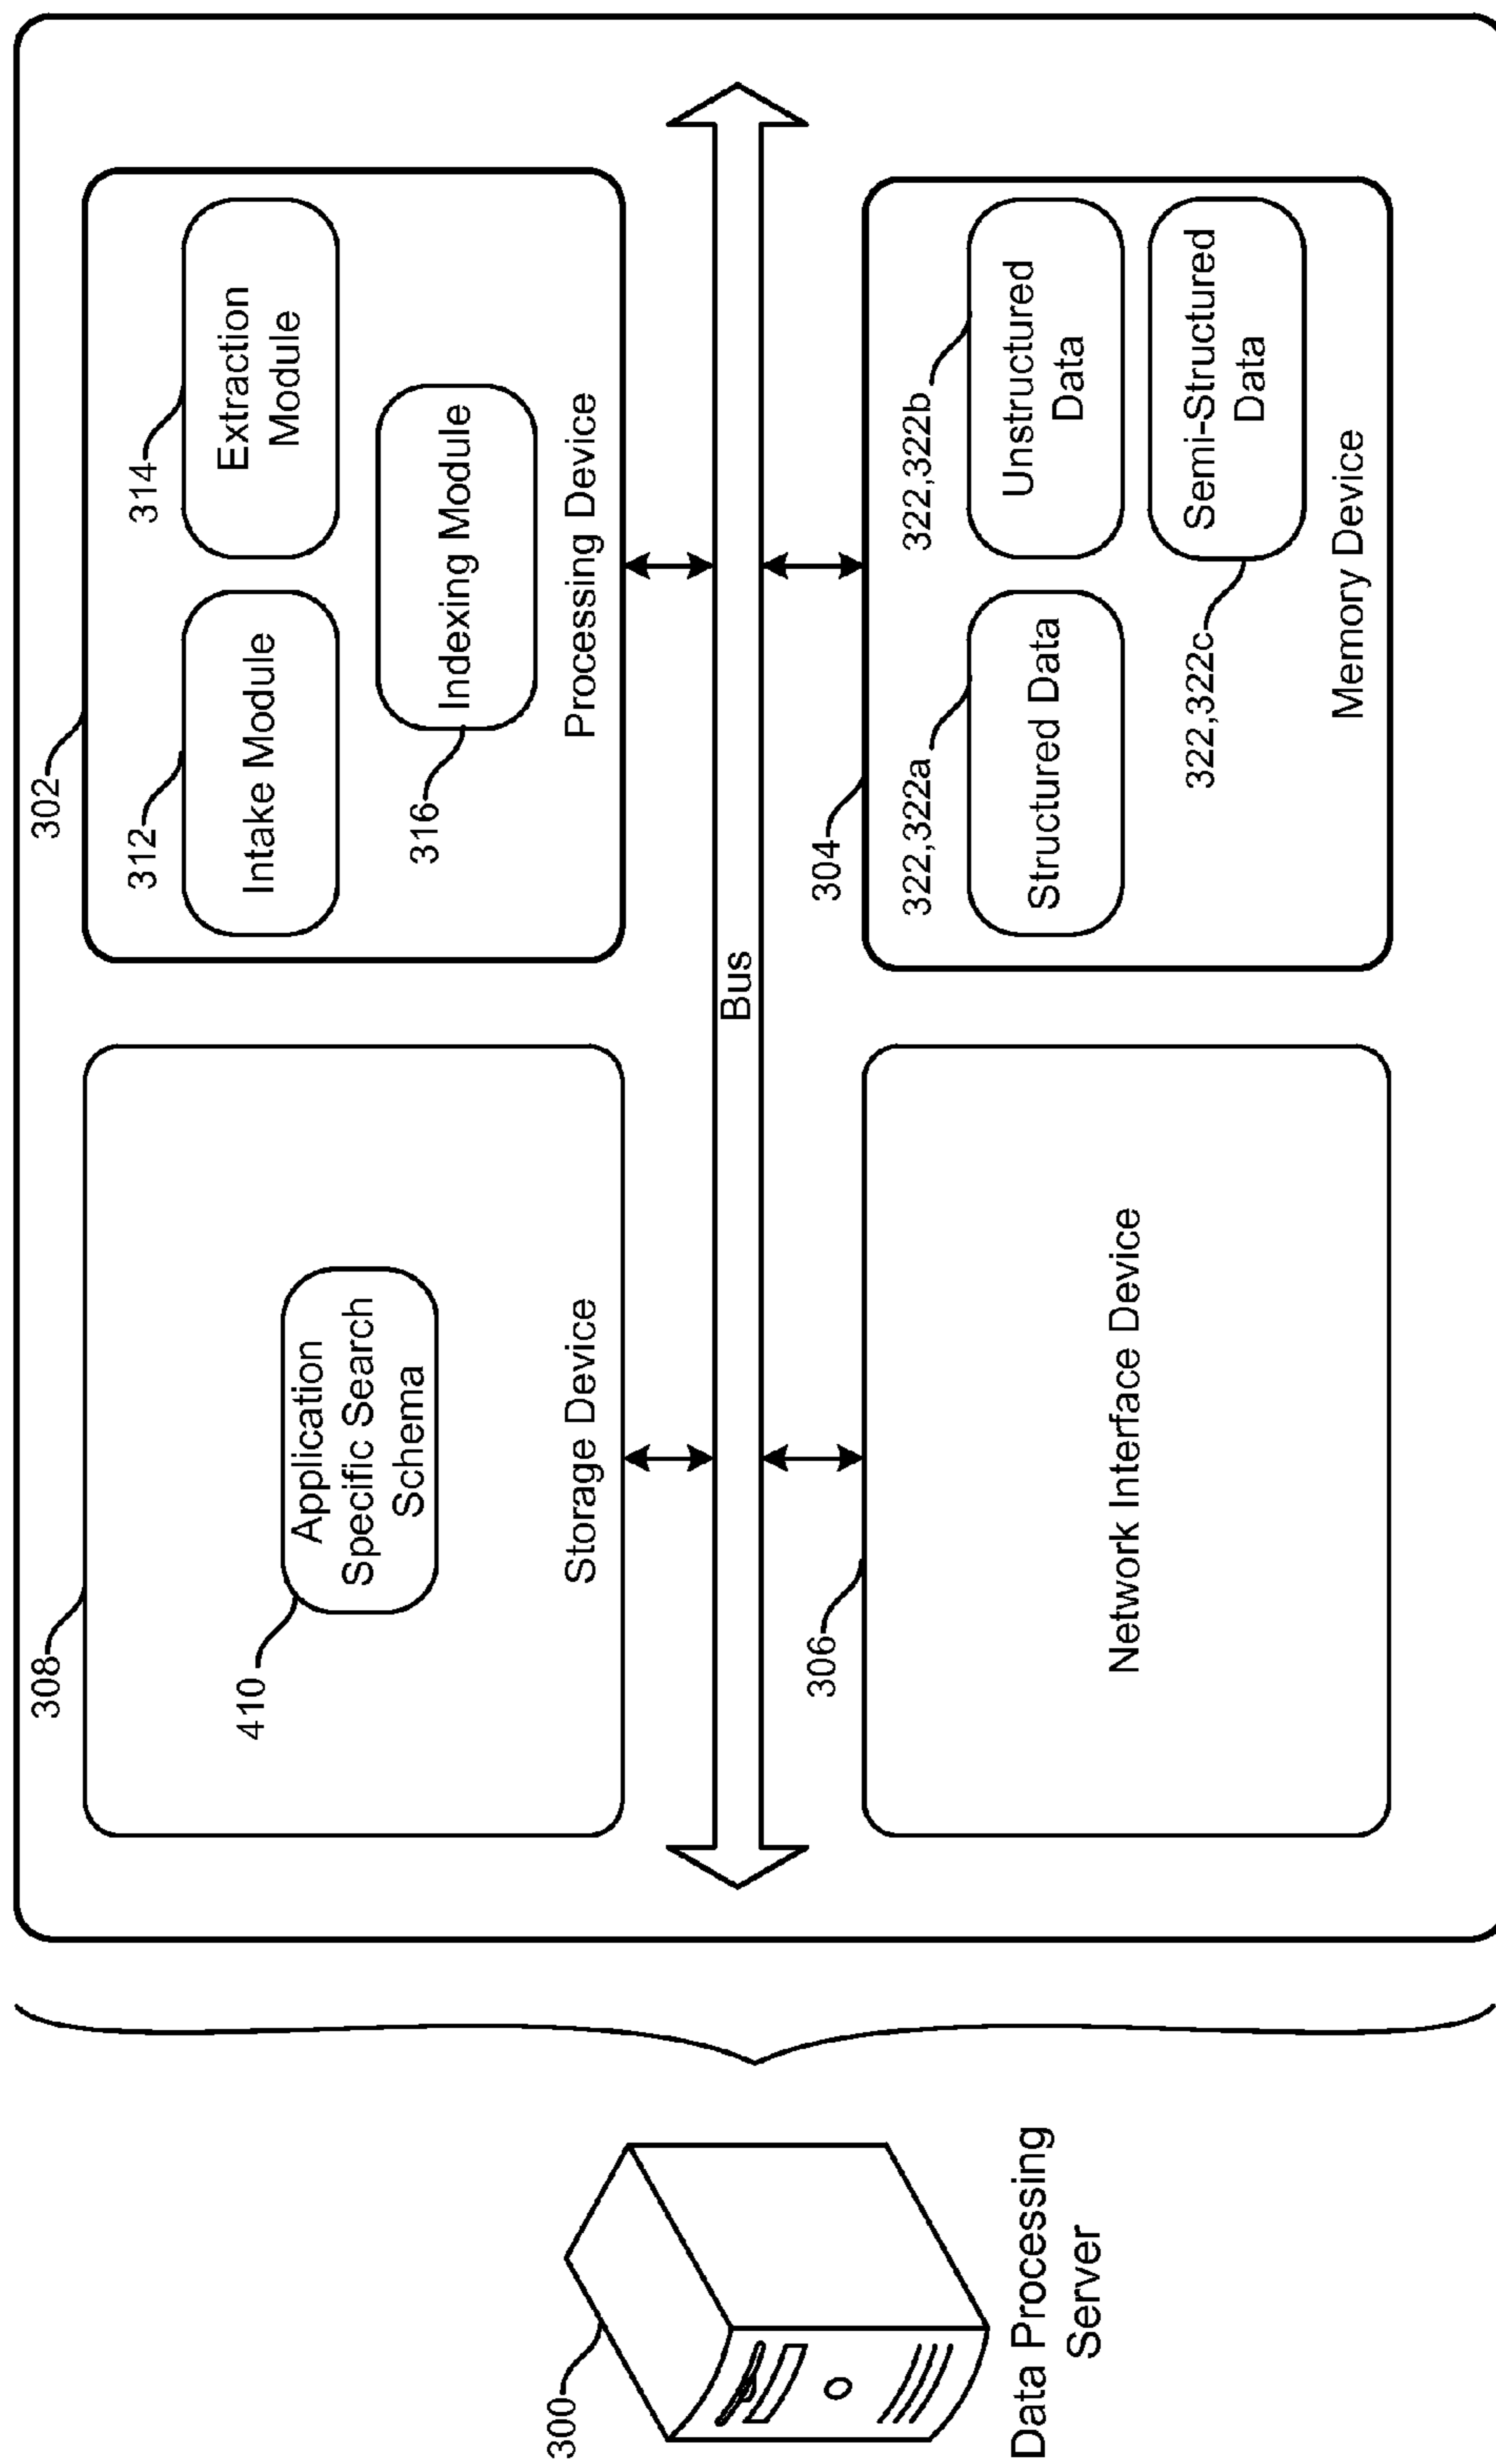 300
Data Processing
Server
308
410
Application
Specific Search
Schema
Storage Device
302
312
Intake Module
314
Extraction
Module
316
Indexing Module
Processing Device
Bus
306
Network Interface Device
304
322,322a
Structured Data
322,322b
Unstructured
Data
322,322c
Semi-Structured
Data
Memory Device